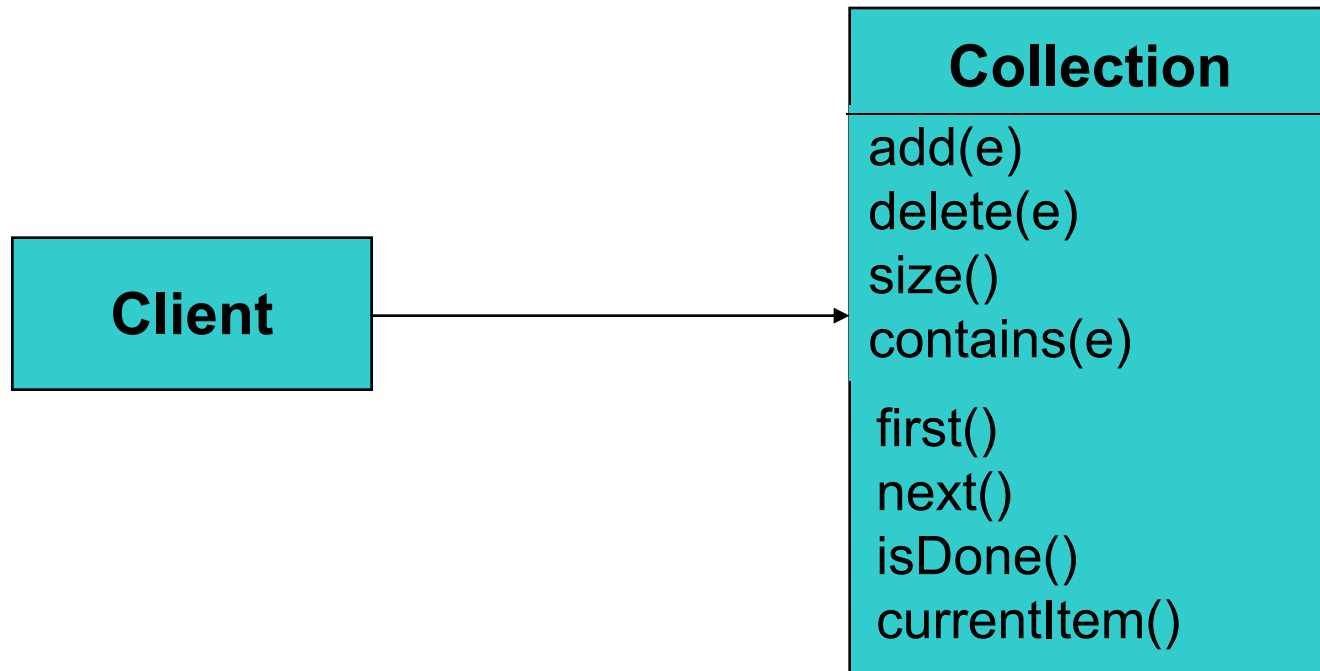 Collection
add(e)
delete(e)
size()
contains(e)
Client
first()
next()
isDone()
currentItem()